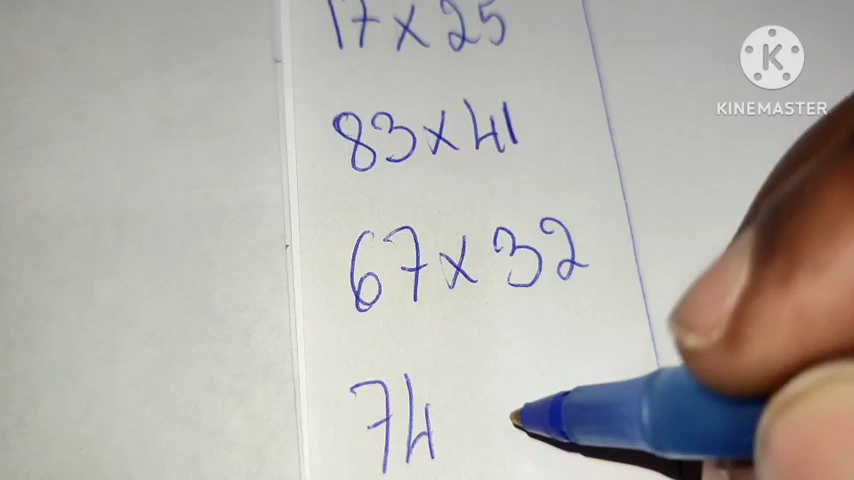 17 x 25
83 x 41
67 x 32
74
KINEMASTER